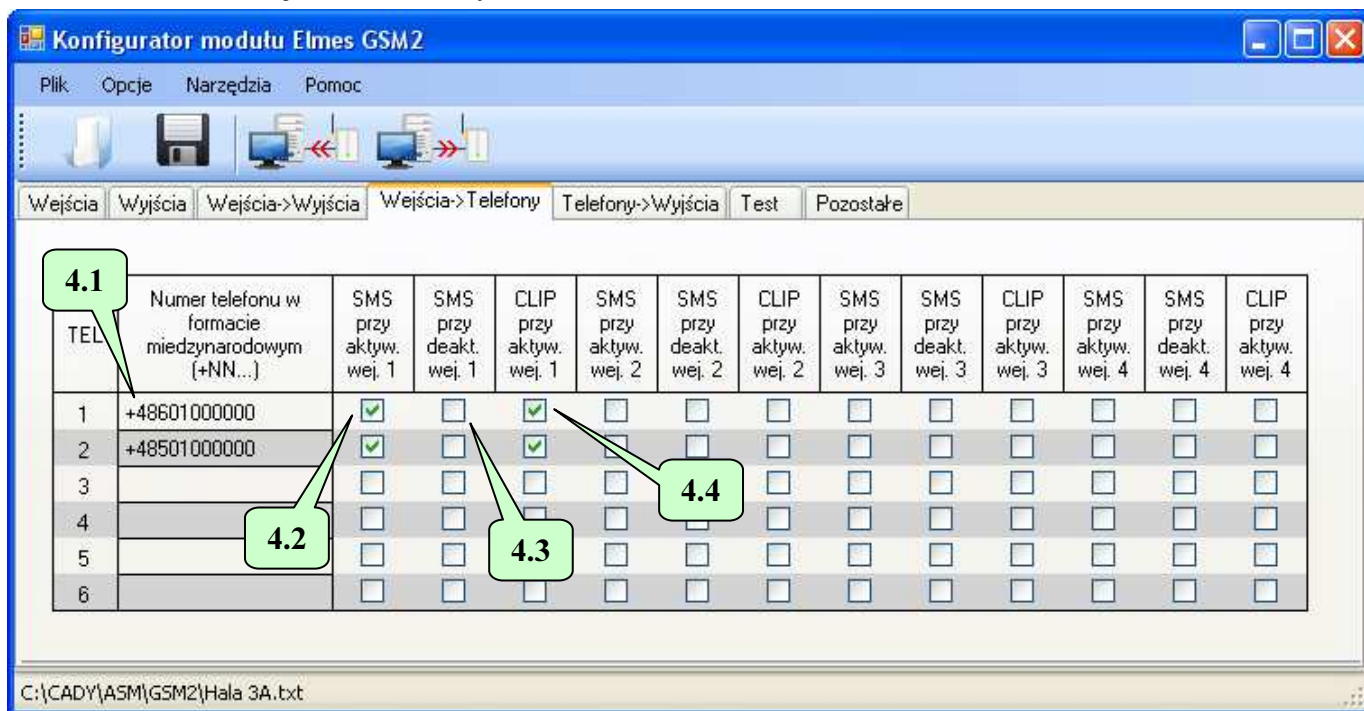 Konfigurator modułu Elmes GSM2
Plik Opcje Narzędzia Pomoc
Wejścia Wyjścia Wejścia->Wyjścia Wejścia->Telefony Telefony->Wyjścia Test Pozostałe
4.1
TEL
Numer telefonu w
formacie
miedzynarodowym
(+NN...)
SMS
przy
aktyw.
wej. 1
SMS
przy
deakt.
wej. 1
CLIP
przy
aktyw.
wej. 1
SMS
przy
aktyw.
wej. 2
SMS
przy
deakt.
wej. 2
CLIP
przy
aktyw.
wej. 2
SMS
przy
aktyw.
wej. 3
SMS
przy
deakt.
wej. 3
CLIP
przy
aktyw.
wej. 3
SMS
przy
aktyw.
wej. 4
SMS
przy
deakt.
wej. 4
CLIP
przy
aktyw.
wej. 4
1 +48601000000
2 +48501000000
3
4.4
4
4.2
4.3
5
6
C:\CADY\ASM\GSM2\Hala 3A.txt